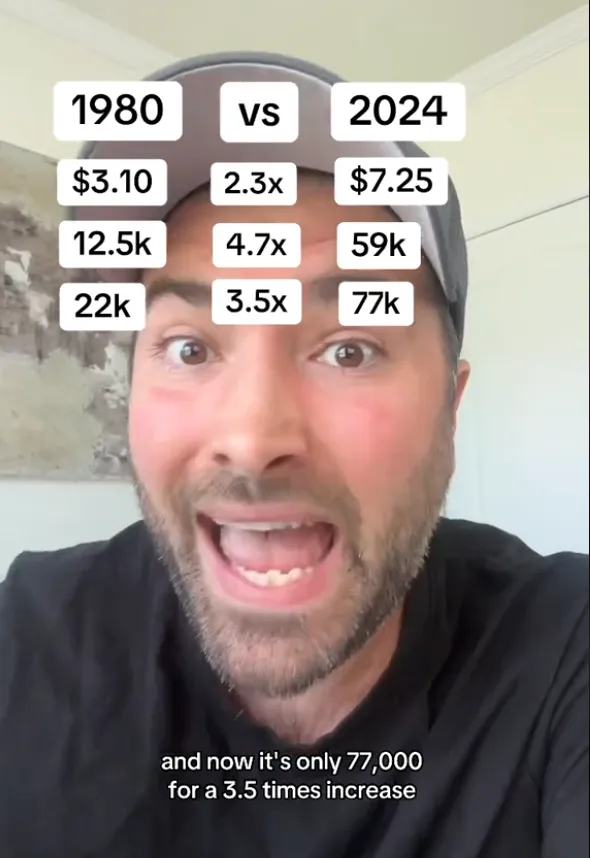 1980 vs 2024
$3.10 2.3x $7.25
12.5k 4.7x 59k
22k 3.5x 77k
and now it's only 77,000
for a 3.5 times increase